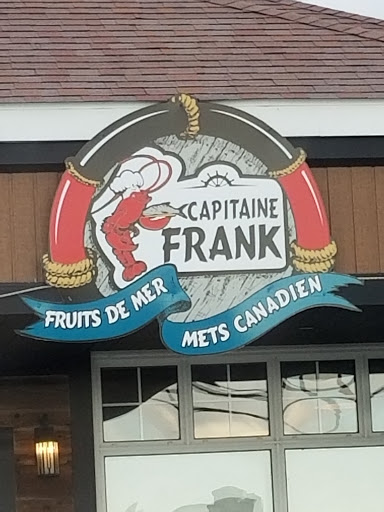 CAPITAINE
FRANK
FRUITS DE MER
METS CANADIEN